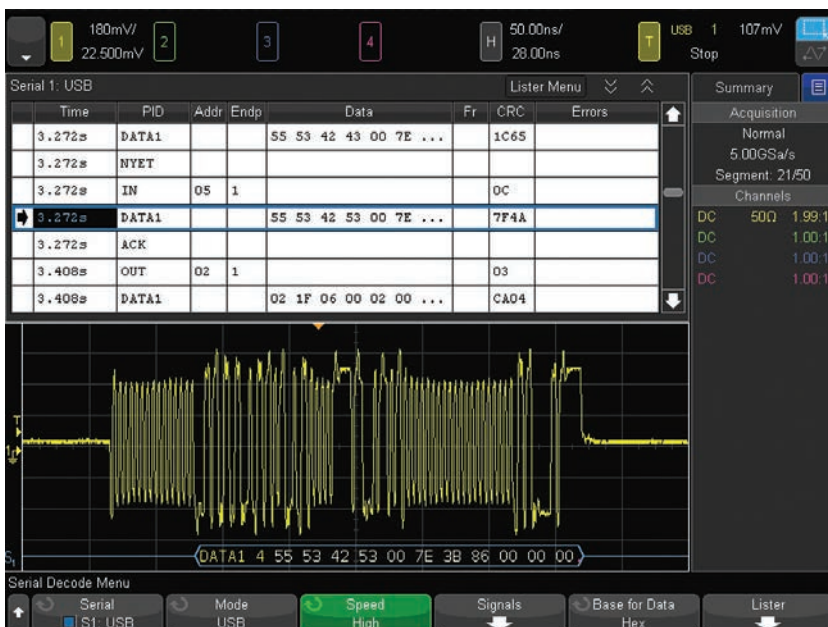 1 180mV/ 22.500mV 2 3 4 H 50.00ns/ 28.00ns T USB 1 107mV Stop
Serial 1: USB Lister Menu
Time PID Addr Endp Data Fr CRC Errors
3.272s DATA1 55 53 42 43 00 7E ... 1C65
3.272s NYET
3.272s IN 05 1 0C
3.272s DATA1 55 53 42 53 00 7E ... 7F4A
3.272s ACK
3.408s OUT 02 1 03
3.408s DATA1 02 1F 06 00 02 00 ... CA04
Summary
Acquisition
Normal
5.00GSa/s
Segment: 21/50
Channels
DC 50Ω 1.99:1
DC 1.00:1
DC 1.00:1
DC 1.00:1
T
1
S1 DATA1 4 55 53 42 53 00 7E 3B 86 00 00 00
Serial Decode Menu
Serial S1: USB
Mode USB
Speed High
Signals
Base for Data Hex
Lister